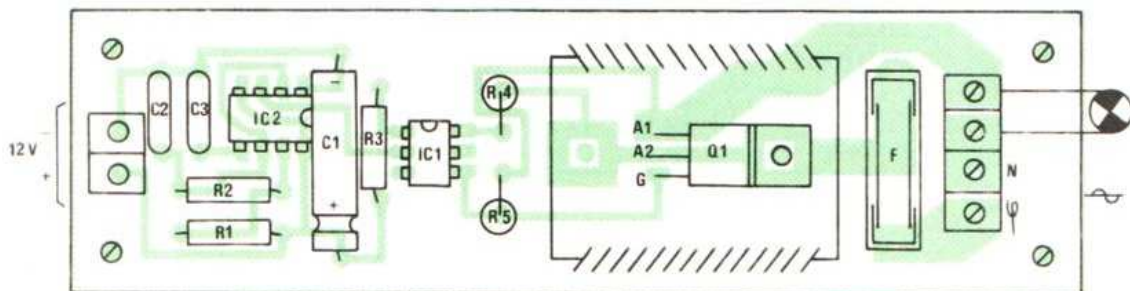 12 V
−
+
C2
C3
IC2
−
C1
+
R3
IC1
R2
R1
R4
R5
A1
A2
G
Q1
F
N
φ